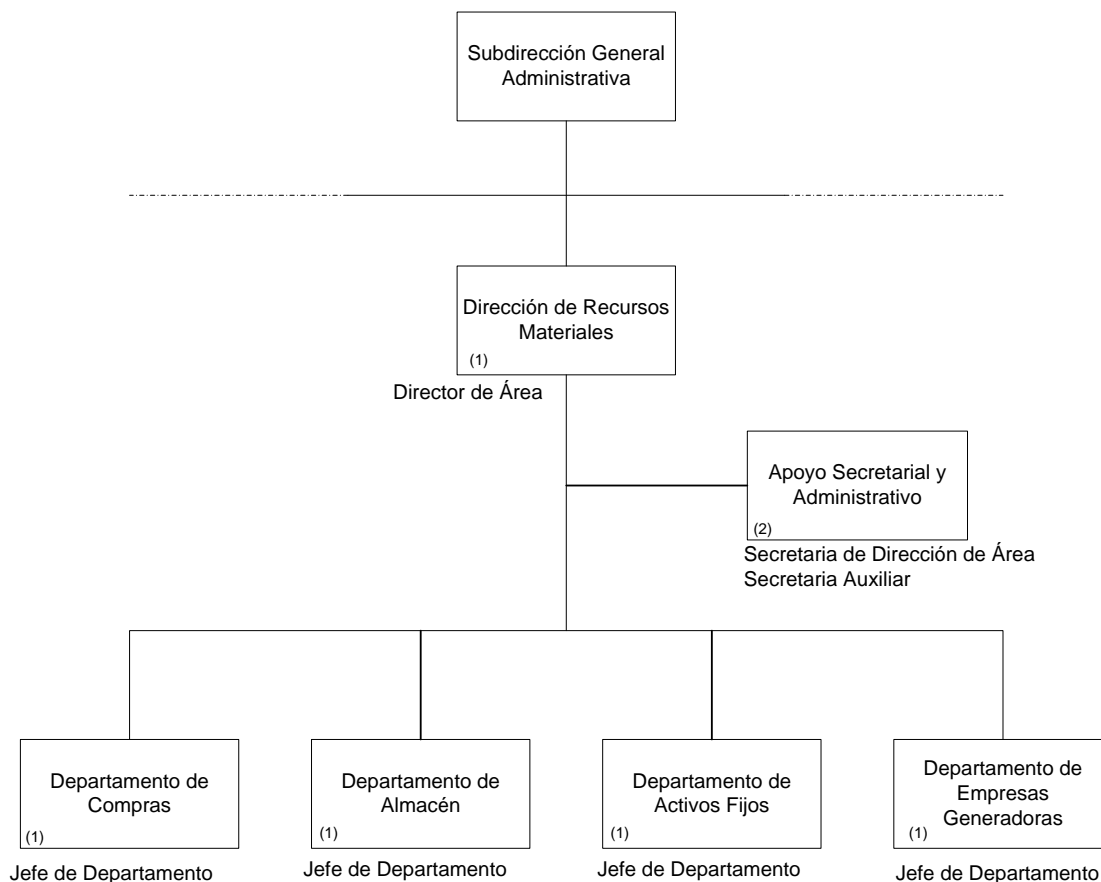 Subdirección General
Administrativa
Dirección de Recursos
Materiales
(1)
Director de Área
Apoyo Secretarial y
Administrativo
(2)
Secretaria de Dirección de Área
Secretaria Auxiliar
Departamento de
Compras
(1)
Jefe de Departamento
Departamento de
Almacén
(1)
Jefe de Departamento
Departamento de
Activos Fijos
(1)
Jefe de Departamento
Departamento de
Empresas
Generadoras
(1)
Jefe de Departamento